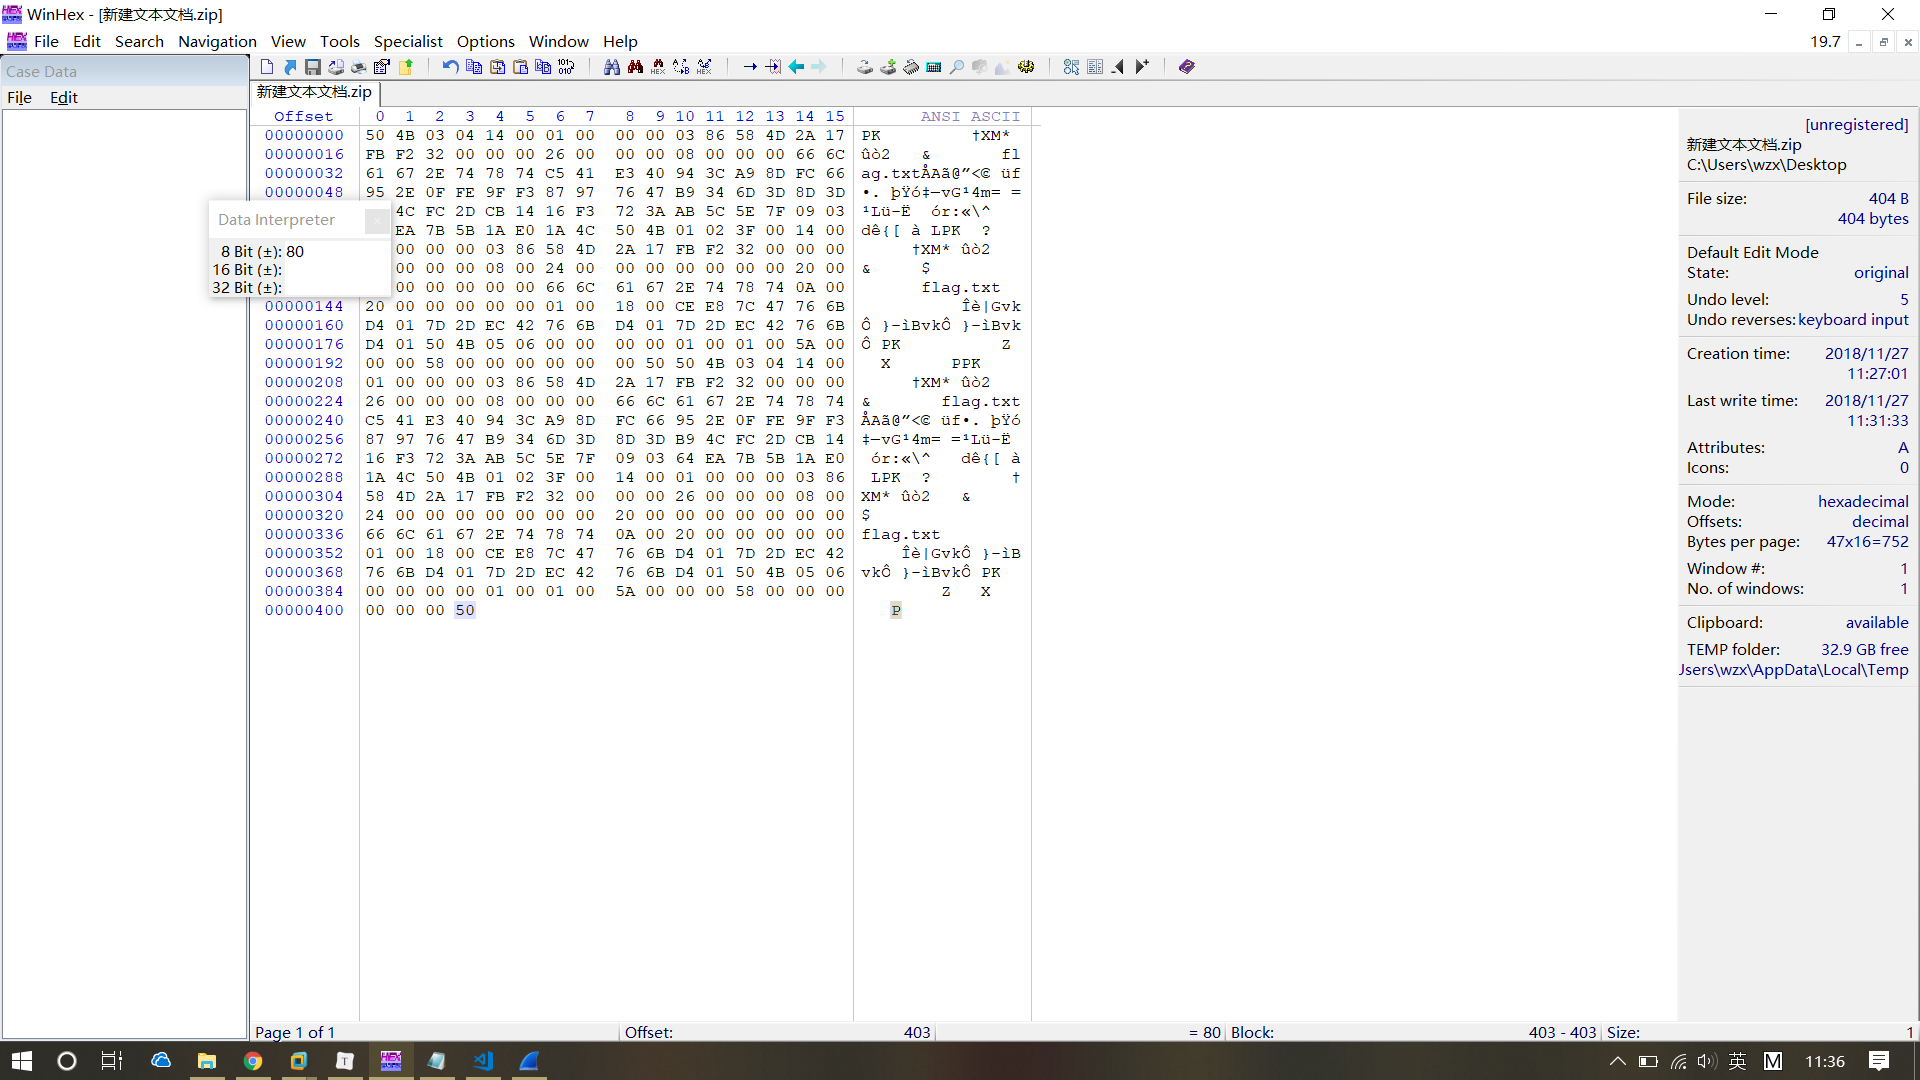 WinHex - [新建文本文档.zip]
File Edit Search Navigation View Tools Specialist Options Window Help 19.7
Case Data
File Edit
新建文本文档.zip
Offset 0 1 2 3 4 5 6 7 8 9 10 11 12 13 14 15 ANSI ASCII
00000000 50 4B 03 04 14 00 01 00 00 00 03 86 58 4D 2A 17 PK †XM*
00000016 FB F2 32 00 00 00 26 00 00 00 08 00 00 00 66 6C ûò2 & fl
00000032 61 67 2E 74 78 74 C5 41 E3 40 94 3C A9 8D FC 66 ag.txtÅAã@”<© üf
00000048 95 2E 0F FE 9F F3 87 97 76 47 B9 34 6D 3D 8D 3D •. þŸó‡—vG¹4m= =
4C FC 2D CB 14 16 F3 72 3A AB 5C 5E 7F 09 03 ¹Lü-Ë ór:«\^
EA 7B 5B 1A E0 1A 4C 50 4B 01 02 3F 00 14 00 dê{[ à LPK ?
00 00 00 03 86 58 4D 2A 17 FB F2 32 00 00 00 †XM* ûò2
00 00 00 08 00 24 00 00 00 00 00 00 00 20 00 & $
00 00 00 00 00 66 6C 61 67 2E 74 78 74 0A 00 flag.txt
00000144 20 00 00 00 00 00 01 00 18 00 CE E8 7C 47 76 6B Îè|Gvk
00000160 D4 01 7D 2D EC 42 76 6B D4 01 7D 2D EC 42 76 6B Ô }-ìBvkÔ }-ìBvk
00000176 D4 01 50 4B 05 06 00 00 00 00 01 00 01 00 5A 00 Ô PK Z
00000192 00 00 58 00 00 00 00 00 00 50 50 4B 03 04 14 00 X PPK
00000208 01 00 00 00 03 86 58 4D 2A 17 FB F2 32 00 00 00 †XM* ûò2
00000224 26 00 00 00 08 00 00 00 66 6C 61 67 2E 74 78 74 & flag.txt
00000240 C5 41 E3 40 94 3C A9 8D FC 66 95 2E 0F FE 9F F3 ÅAã@”<© üf•. þŸó
00000256 87 97 76 47 B9 34 6D 3D 8D 3D B9 4C FC 2D CB 14 ‡—vG¹4m= =¹Lü-Ë
00000272 16 F3 72 3A AB 5C 5E 7F 09 03 64 EA 7B 5B 1A E0 ór:«\^ dê{[ à
00000288 1A 4C 50 4B 01 02 3F 00 14 00 01 00 00 00 03 86 LPK ? †
00000304 58 4D 2A 17 FB F2 32 00 00 00 26 00 00 00 08 00 XM* ûò2 &
00000320 24 00 00 00 00 00 00 00 20 00 00 00 00 00 00 00 $
00000336 66 6C 61 67 2E 74 78 74 0A 00 20 00 00 00 00 00 flag.txt
00000352 01 00 18 00 CE E8 7C 47 76 6B D4 01 7D 2D EC 42 Îè|GvkÔ }-ìB
00000368 76 6B D4 01 7D 2D EC 42 76 6B D4 01 50 4B 05 06 vkÔ }-ìBvkÔ PK
00000384 00 00 00 00 01 00 01 00 5A 00 00 00 58 00 00 00 Z X
00000400 00 00 00 50 P
Data Interpreter
8 Bit (±): 80
16 Bit (±):
32 Bit (±):
[unregistered]
新建文本文档.zip
C:\Users\wzx\Desktop
File size: 404 B
404 bytes
Default Edit Mode
State: original
Undo level: 5
Undo reverses: keyboard input
Creation time: 2018/11/27
11:27:01
Last write time: 2018/11/27
11:31:33
Attributes: A
Icons: 0
Mode: hexadecimal
Offsets: decimal
Bytes per page: 47x16=752
Window #: 1
No. of windows: 1
Clipboard: available
TEMP folder: 32.9 GB free
Users\wzx\AppData\Local\Temp
Page 1 of 1 Offset: 403 = 80 Block: 403 - 403 Size: 1
英 M 11:36